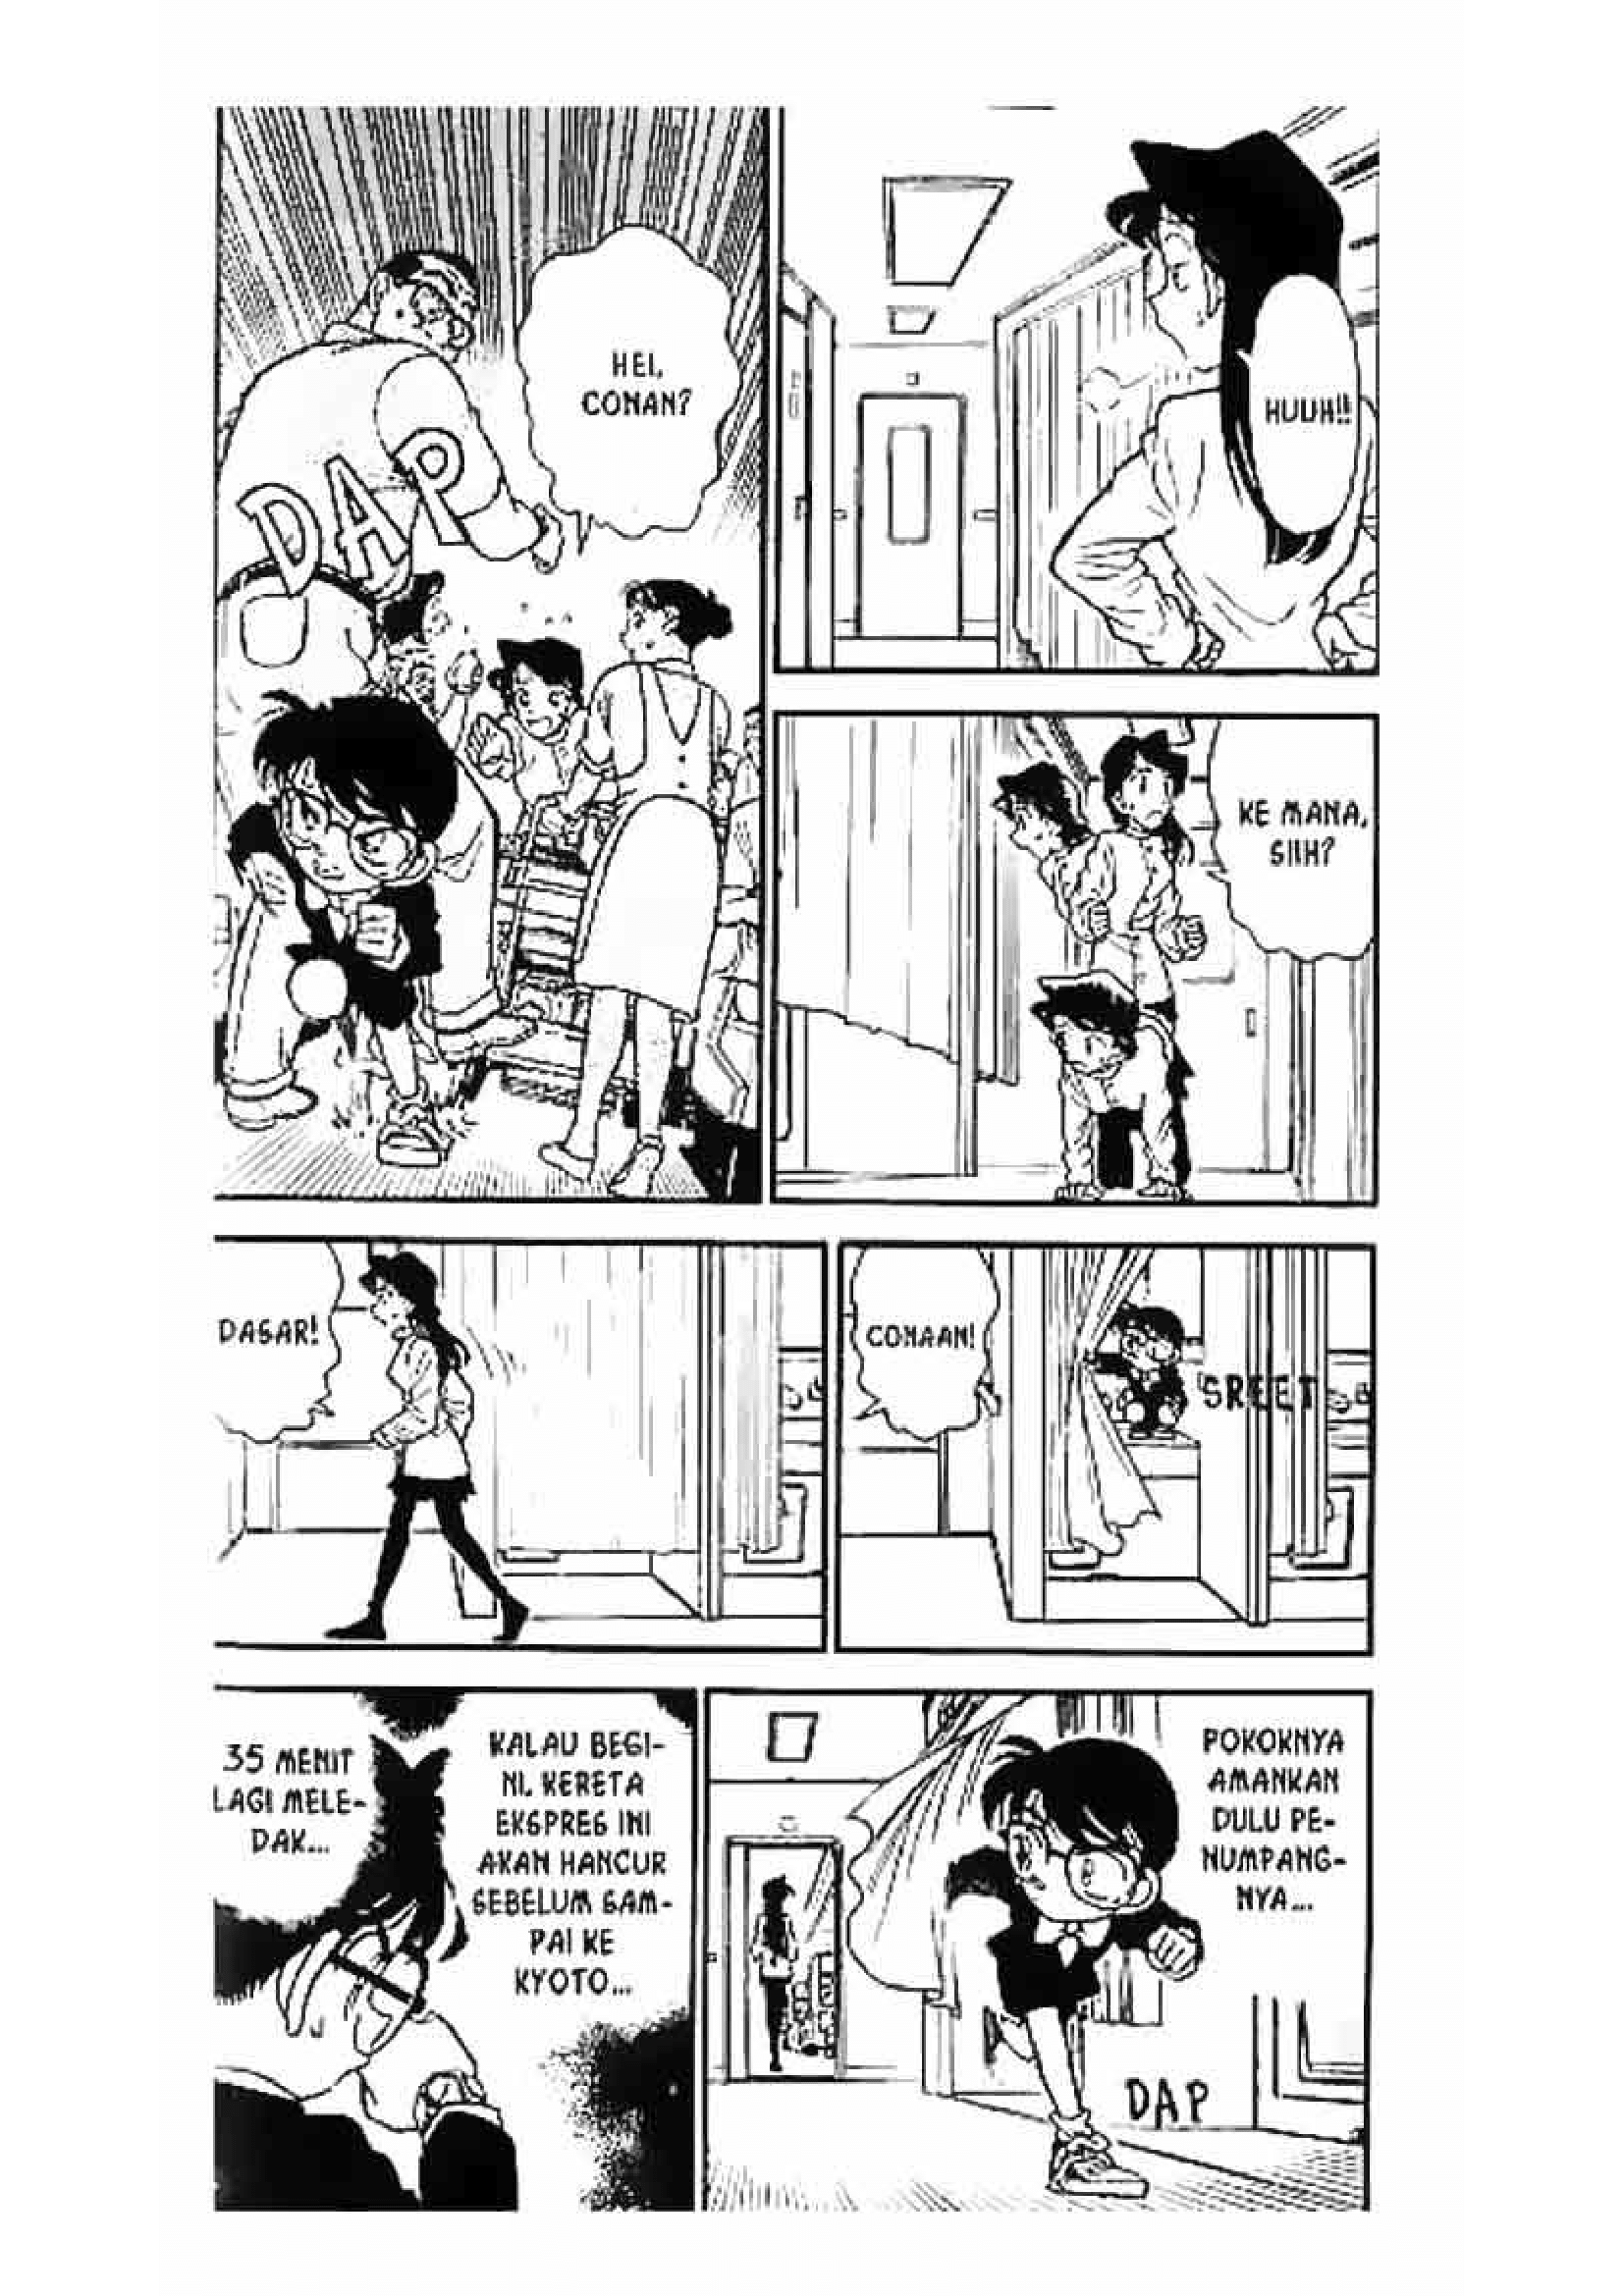 HUUH!!
HEI,
CONAN?
DAP
KE MANA,
SIIH?
CONAAN!
SREET
DASAR!
POKOKNYA
AMANKAN
DULU PE-
NUMPANG-
NYA...
DAP
KALAU BEGI-
NI, KERETA
EKSPRES INI
AKAN HANCUR
SEBELUM SAM-
PAI KE
KYOTO...
35 MENIT
LAGI MELE-
DAK...